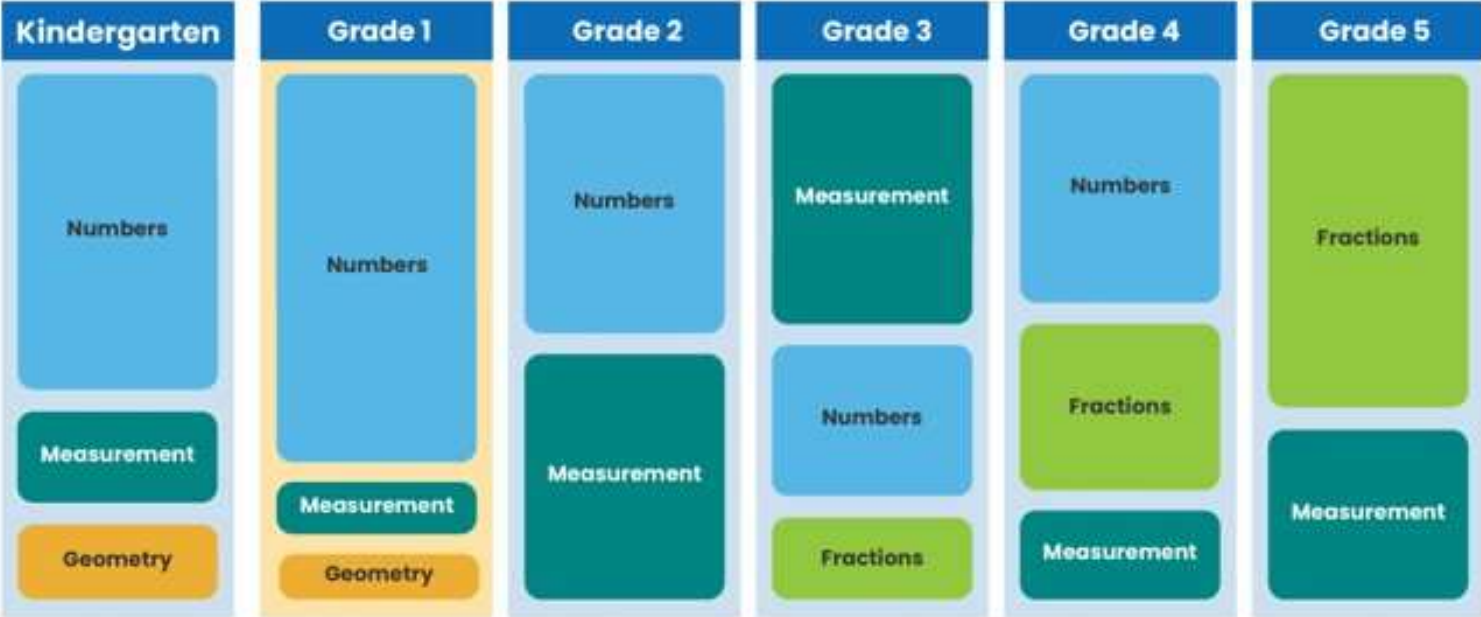 Kindergarten
Numbers
Measurement
Geometry
Grade 1
Numbers
Measurement
Geometry
Grade 2
Numbers
Measurement
Grade 3
Measurement
Numbers
Fractions
Grade 4
Numbers
Fractions
Measurement
Grade 5
Fractions
Measurement